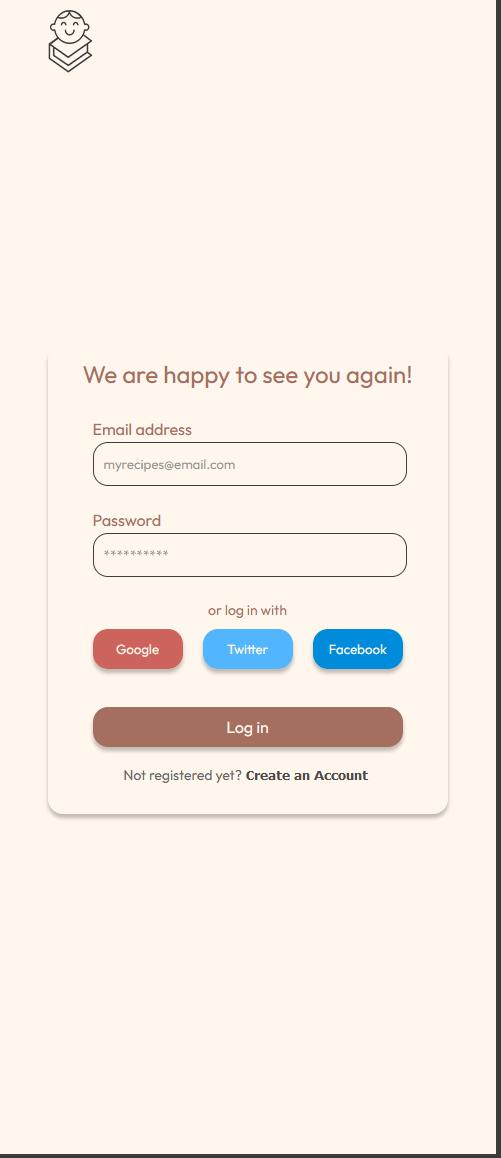 We are happy to see you again!
Email address
myrecipes@email.com
Password
**********
or log in with
Google Twitter Facebook
Log in
Not registered yet? Create an Account